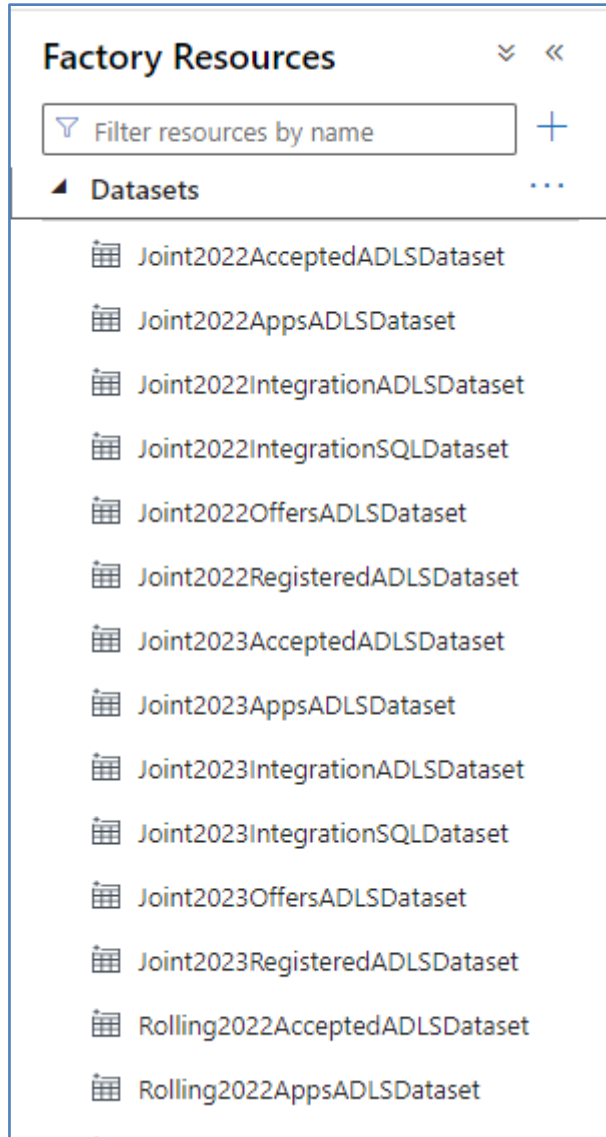 Factory Resources
Filter resources by name
Datasets
Joint2022AcceptedADLSDataset
Joint2022AppsADLSDataset
Joint2022IntegrationADLSDataset
Joint2022IntegrationSQLDataset
Joint2022OffersADLSDataset
Joint2022RegisteredADLSDataset
Joint2023AcceptedADLSDataset
Joint2023AppsADLSDataset
Joint2023IntegrationADLSDataset
Joint2023IntegrationSQLDataset
Joint2023OffersADLSDataset
Joint2023RegisteredADLSDataset
Rolling2022AcceptedADLSDataset
Rolling2022AppsADLSDataset